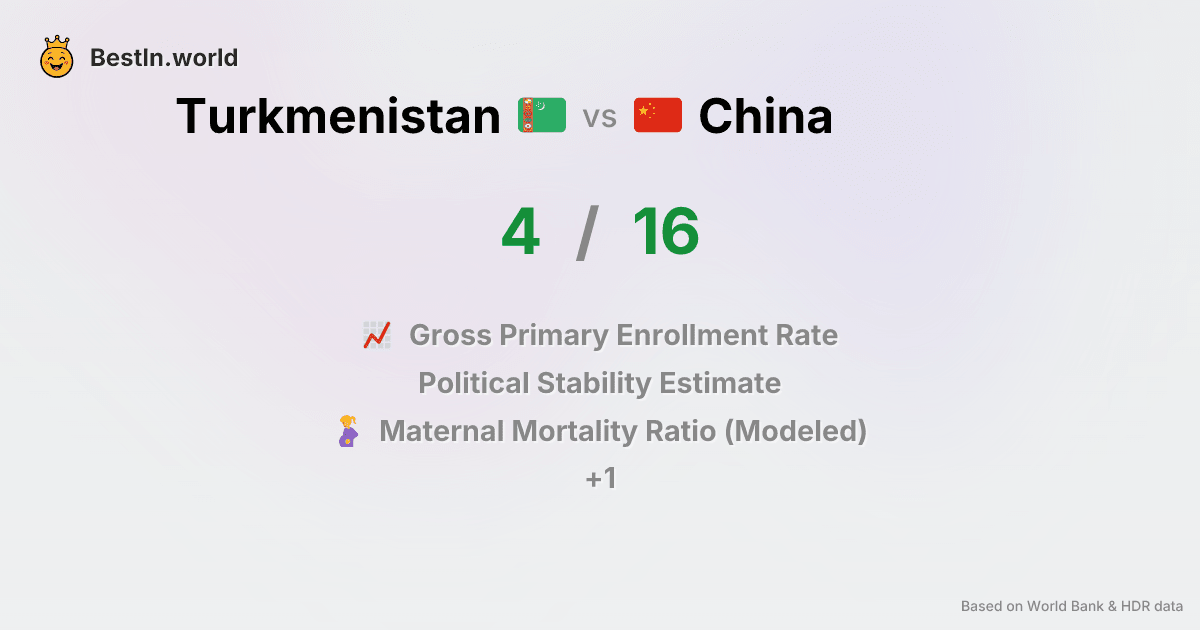 BestIn.world
Turkmenistan vs China
4 / 16
Gross Primary Enrollment Rate
Political Stability Estimate
Maternal Mortality Ratio (Modeled)
+1
Based on World Bank & HDR data